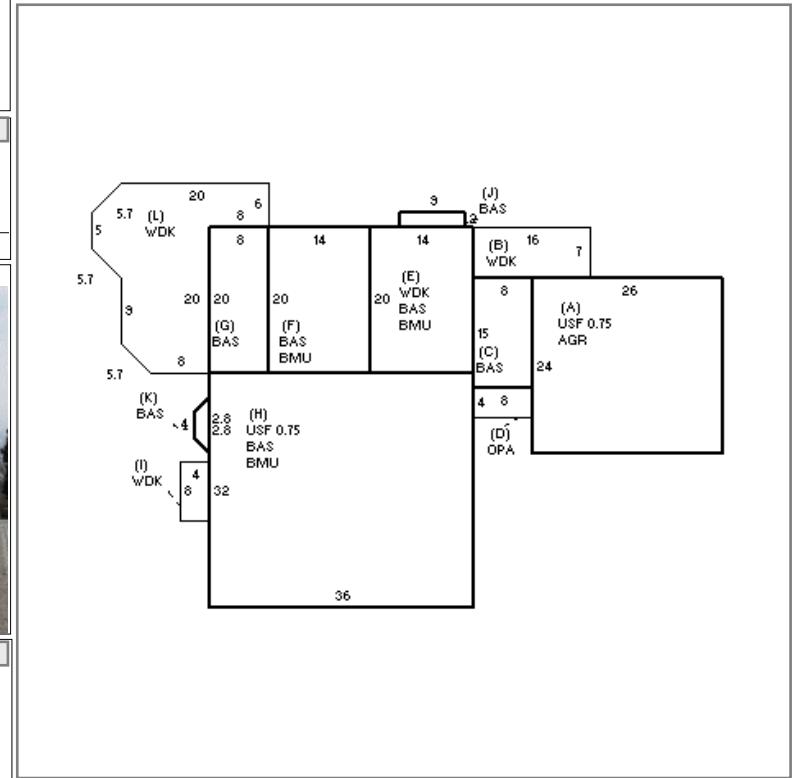 9
(J)
BAS
2
20
6
5.7
(L)
WDK
8
5
8
14
14
(B)
WDK
16
7
5.7
20
20
20
20
(E)
WDK
BAS
BMU
8
26
9
(G)
BAS
(F)
BAS
BMU
(A)
USF 0.75
AGR
15
(C)
BAS
24
8
5.7
(K)
BAS
4
2.8
2.8
(H)
USF 0.75
BAS
BMU
4 8
(D)
OPA
(I)
WDK
4
8
32
36